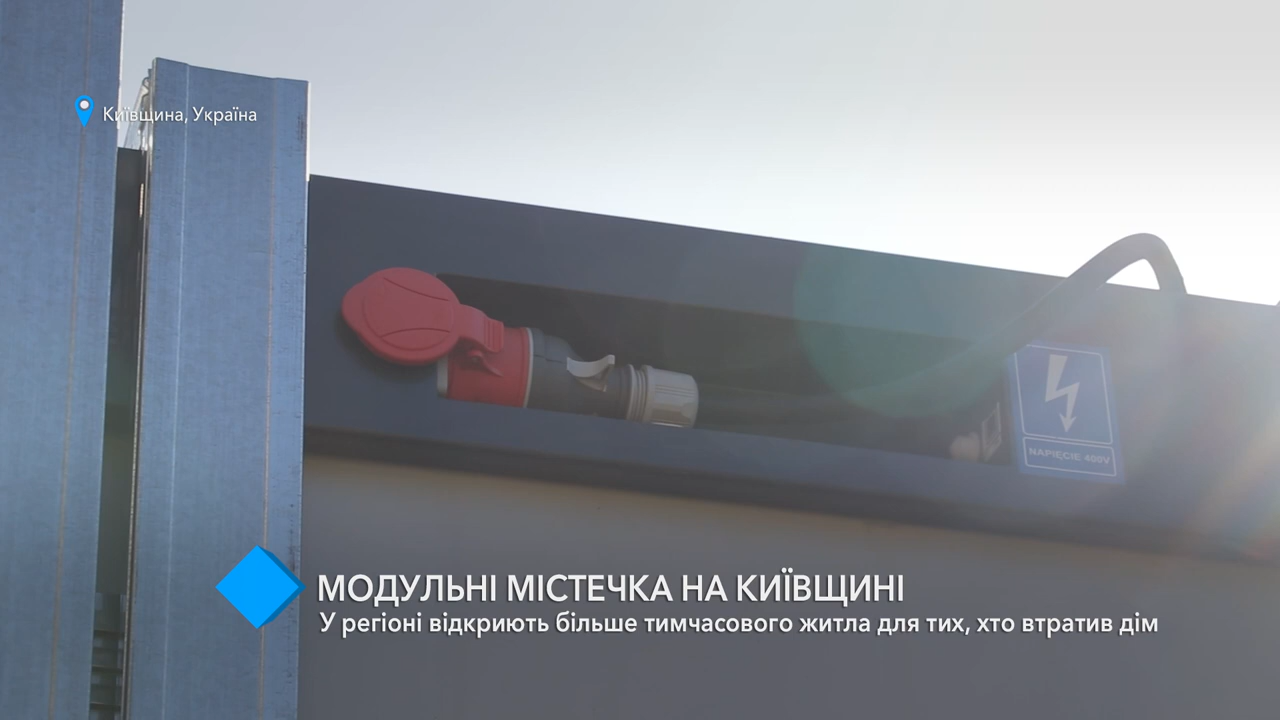 Київщина, Україна
NAPIĘCIE 400V
МОДУЛЬНІ МІСТЕЧКА НА КИЇВЩИНІ
У регіоні відкриють більше тимчасового житла для тих, хто втратив дім